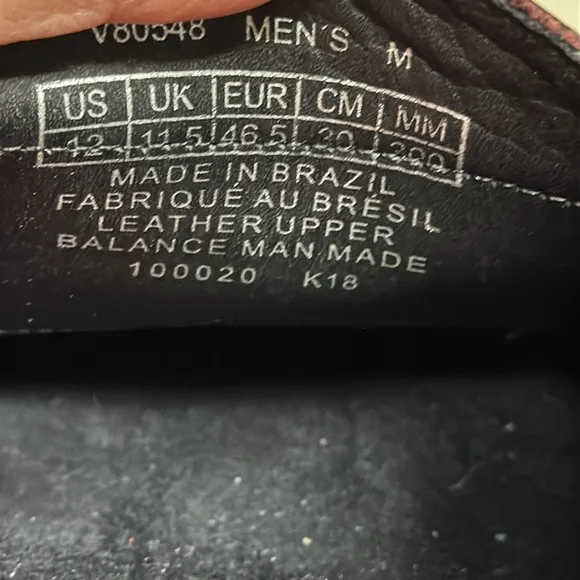 V80548 MEN'S M
US UK EUR CM MM
12 11.5 46.5 30 300
MADE IN BRAZIL
FABRIQUÉ AU BRÉSIL
LEATHER UPPER
BALANCE MAN MADE
100020 K18